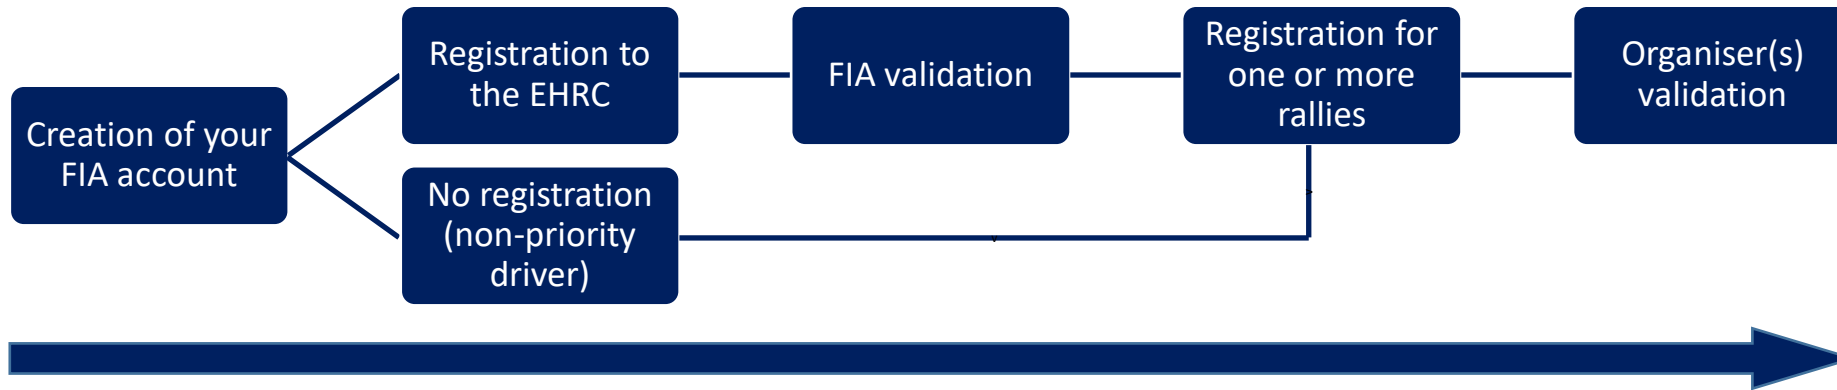 Creation of your
FIA account
Registration to
the EHRC
No registration
(non-priority
driver)
FIA validation
Registration for
one or more
rallies
Organiser(s)
validation